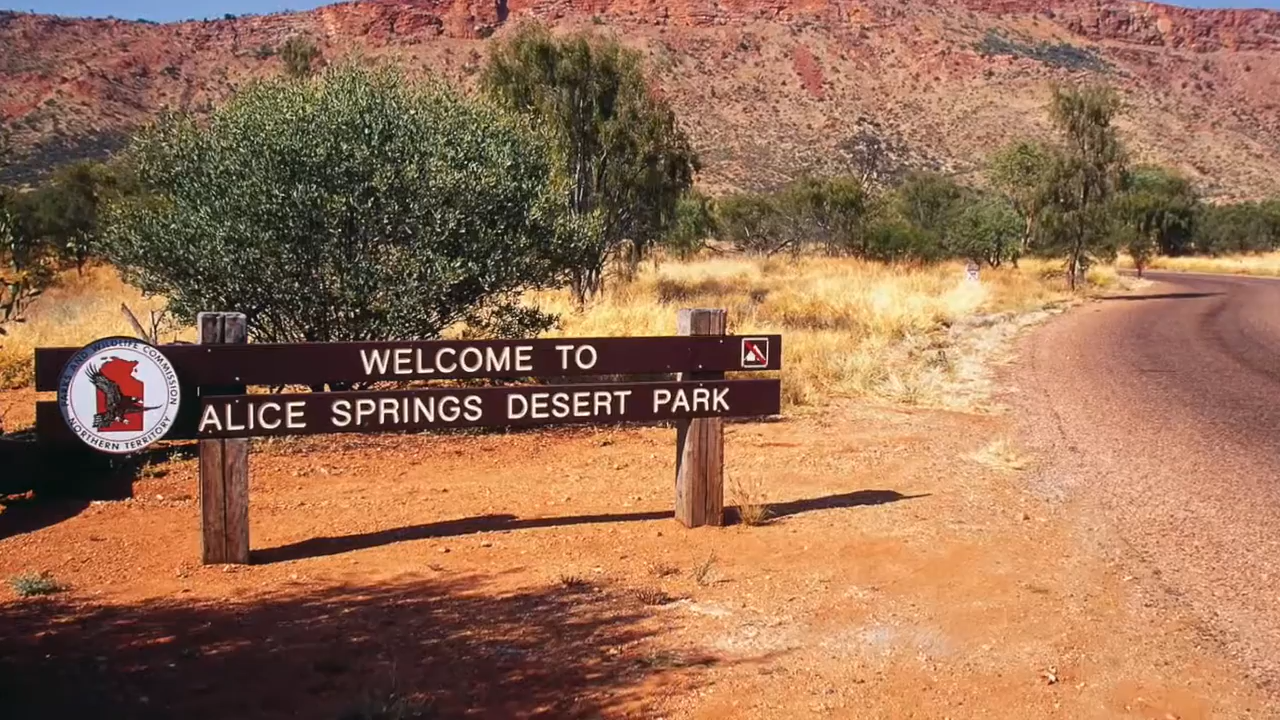 WELCOME TO
ALICE SPRINGS DESERT PARK
PARKS AND WILDLIFE COMMISSION
NORTHERN TERRITORY